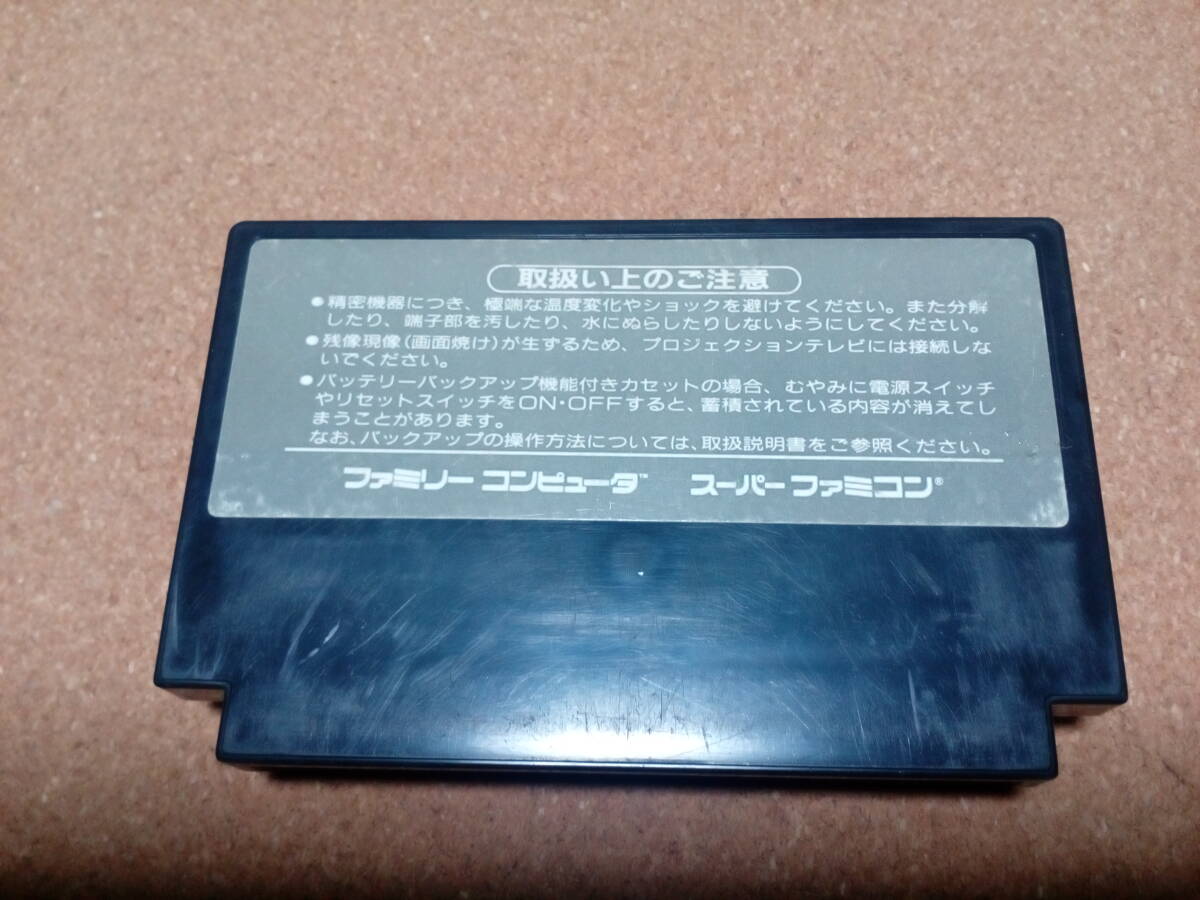 取扱い上のご注意
●精密機器につき、極端な温度変化やショックを避けてください。また分解
したり、端子部を汚したり、水にぬらしたりしないようにしてください。
●残像現像(画面焼け)が生ずるため、プロジェクションテレビには接続しな
いでください。
●バッテリーバックアップ機能付きカセットの場合、むやみに電源スイッチ
やリセットスイッチをON・OFFすると、蓄積されている内容が消えてし
まうことがあります。
なお、バックアップの操作方法については、取扱説明書をご参照ください。
ファミリーコンピュータ™ スーパーファミコン®